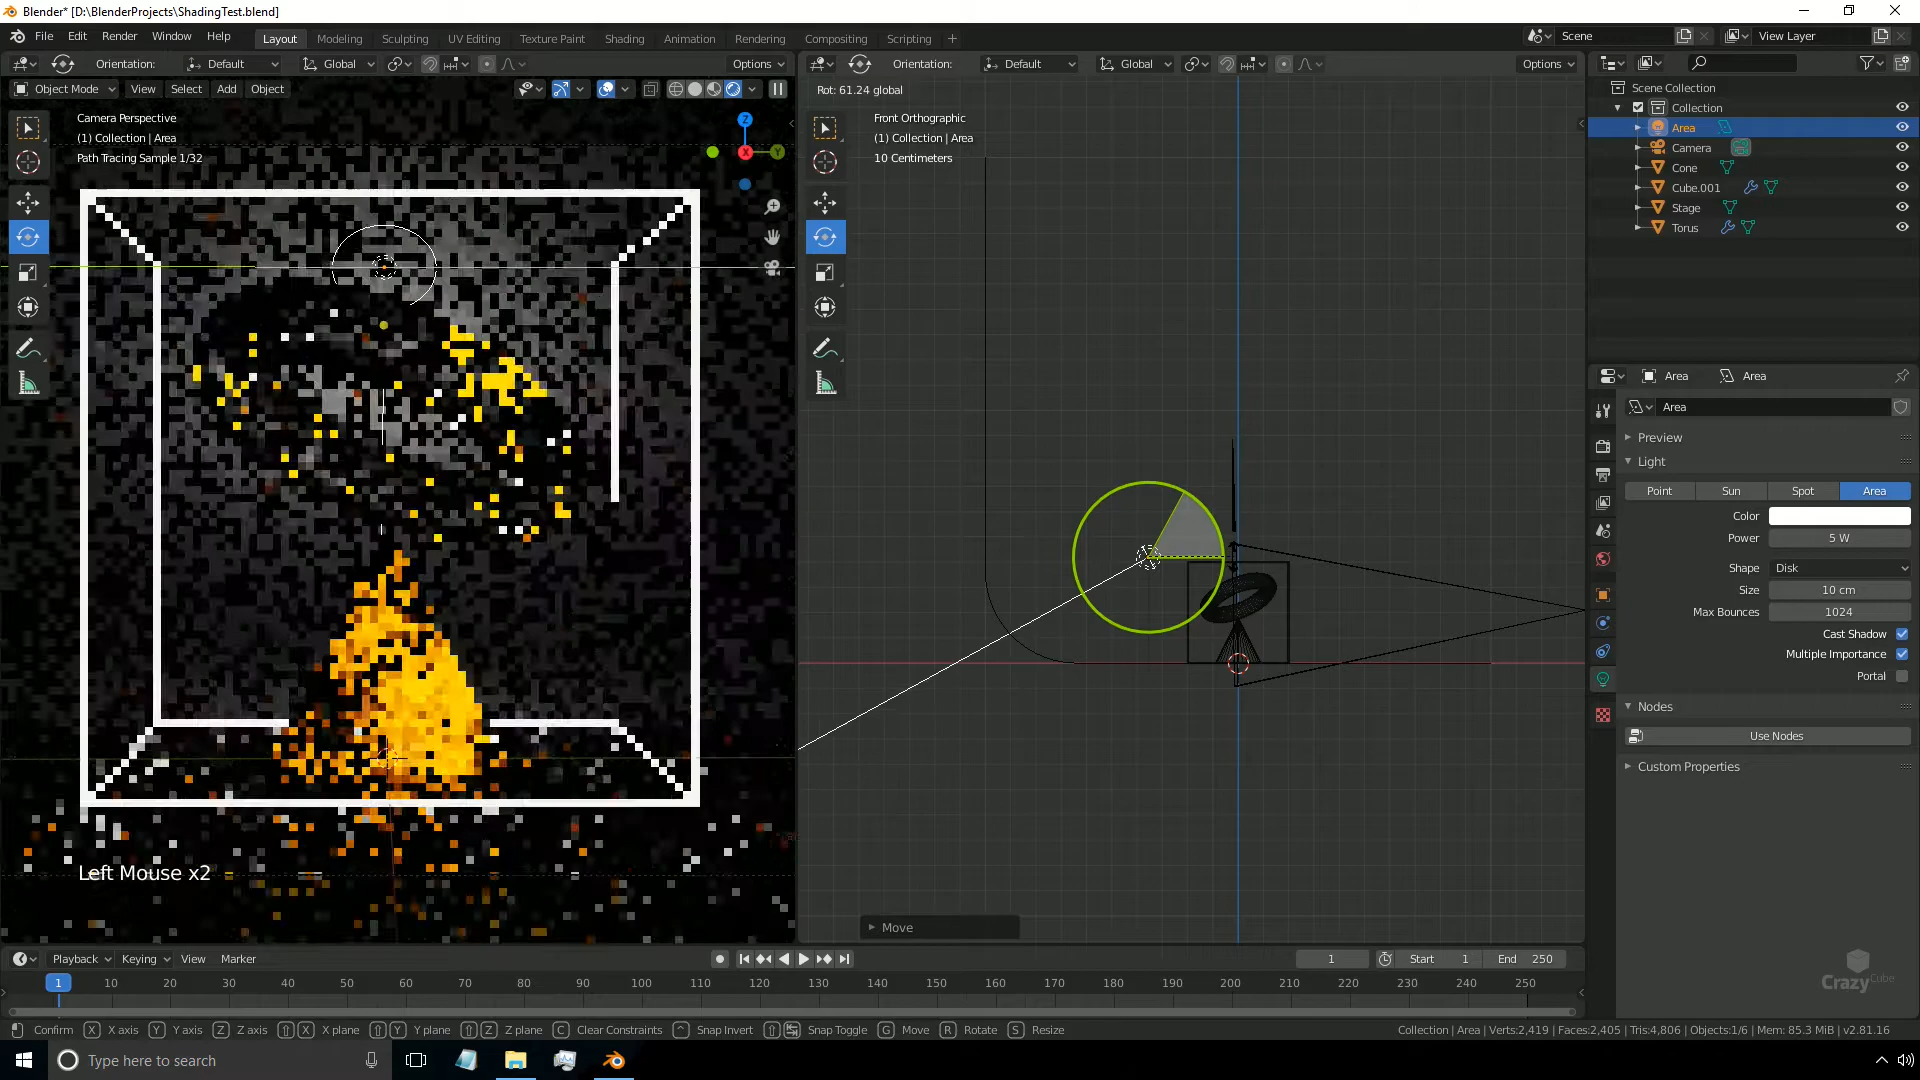 Blender* [D:\BlenderProjects\ShadingTest.blend]
File Edit Render Window Help
Layout Modeling Sculpting UV Editing Texture Paint Shading Animation Rendering Compositing Scripting +
Scene
View Layer
Orientation: Default Global Options
Object Mode View Select Add Object
Camera Perspective
(1) Collection | Area
Path Tracing Sample 1/32
Z
X
Y
Left Mouse x2
Orientation: Default Global Options
Rot: 61.24 global
Front Orthographic
(1) Collection | Area
10 Centimeters
Move
Scene Collection
Collection
Area
Camera
Cone
Cube.001
Stage
Torus
Area Area
Area
Preview
Light
Point Sun Spot Area
Color
Power 5 W
Shape Disk
Size 10 cm
Max Bounces 1024
Cast Shadow
Multiple Importance
Portal
Nodes
Use Nodes
Custom Properties
CrazyCube
Playback Keying View Marker
1
Start 1
End 250
1 10 20 30 40 50 60 70 80 90 100 110 120 130 140 150 160 170 180 190 200 210 220 230 240 250
Confirm X X axis Y Y axis Z Z axis X X plane Y Y plane Z Z plane C Clear Constraints ^ Snap Invert Snap Toggle G Move R Rotate S Resize
Collection | Area | Verts:2,419 | Faces:2,405 | Tris:4,806 | Objects:1/6 | Mem: 85.3 MiB | v2.81.16
Type here to search